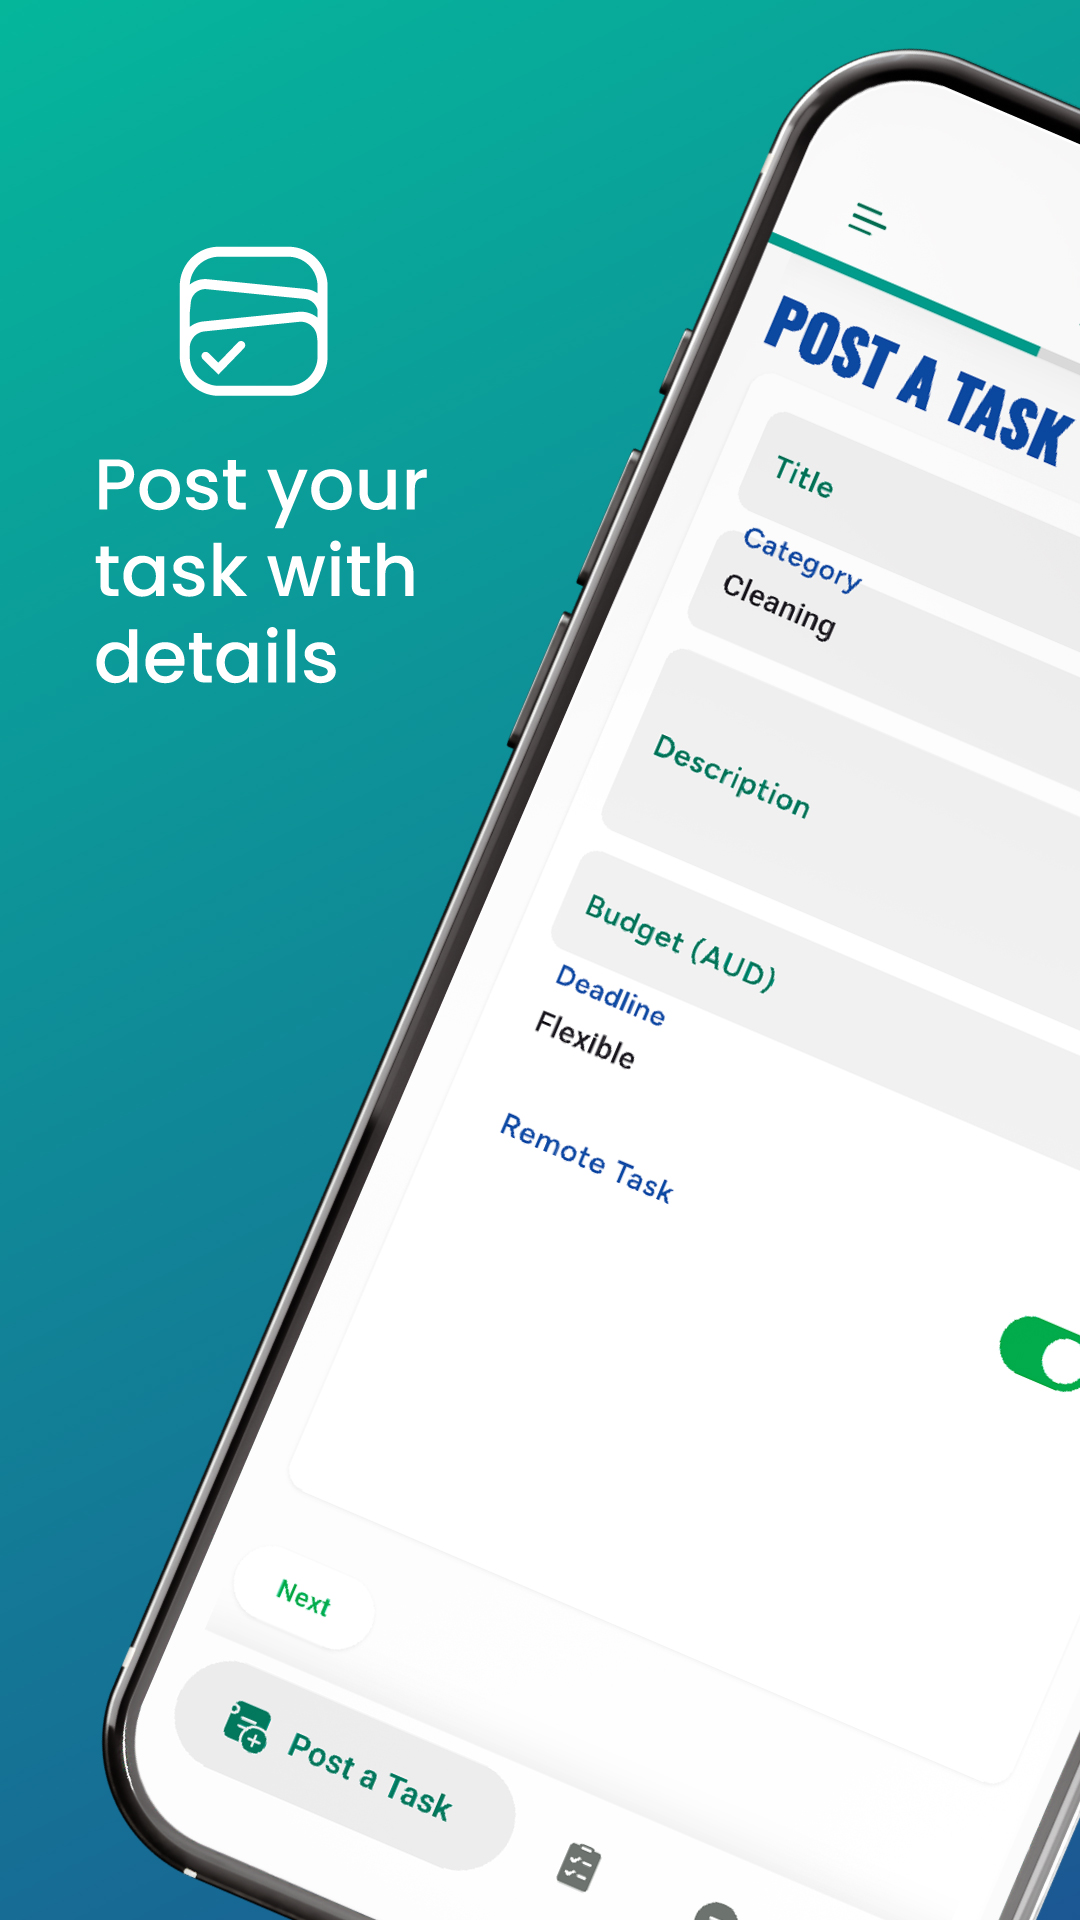 Post your
task with
details
POST A TASK
Title
Category
Cleaning
Description
Budget (AUD)
Deadline
Flexible
Remote Task
Next
Post a Task